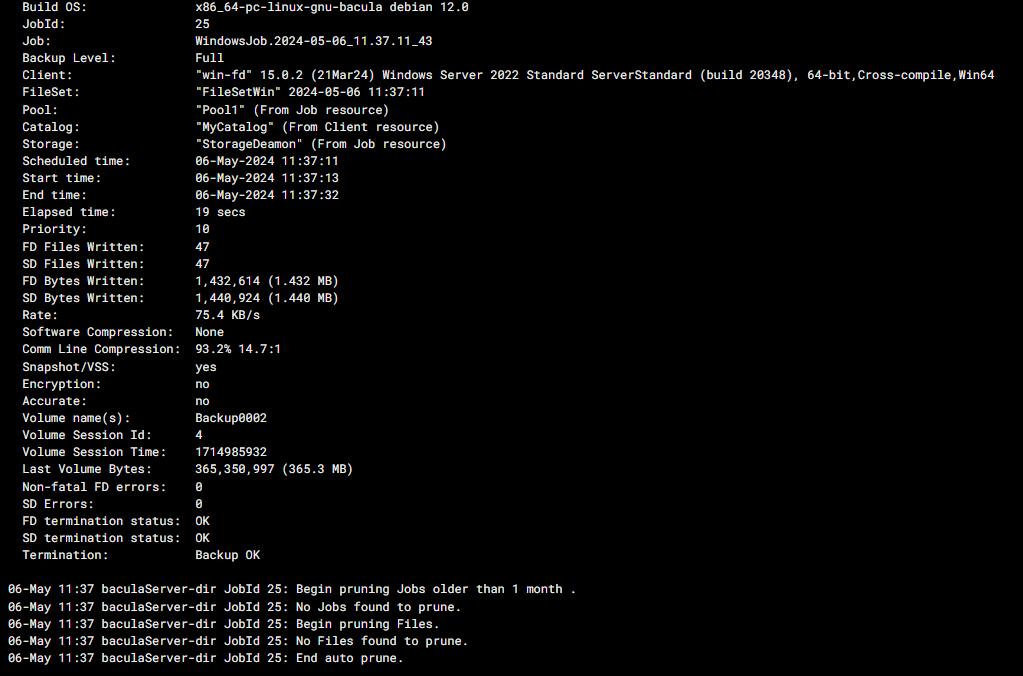 Build OS: x86_64-pc-linux-gnu-bacula debian 12.0
JobId: 25
Job: WindowsJob.2024-05-06_11.37.11_43
Backup Level: Full
Client: "win-fd" 15.0.2 (21Mar24) Windows Server 2022 Standard ServerStandard (build 20348), 64-bit,Cross-compile,Win64
FileSet: "FileSetWin" 2024-05-06 11:37:11
Pool: "Pool1" (From Job resource)
Catalog: "MyCatalog" (From Client resource)
Storage: "StorageDeamon" (From Job resource)
Scheduled time: 06-May-2024 11:37:11
Start time: 06-May-2024 11:37:13
End time: 06-May-2024 11:37:32
Elapsed time: 19 secs
Priority: 10
FD Files Written: 47
SD Files Written: 47
FD Bytes Written: 1,432,614 (1.432 MB)
SD Bytes Written: 1,440,924 (1.440 MB)
Rate: 75.4 KB/s
Software Compression: None
Comm Line Compression: 93.2% 14.7:1
Snapshot/VSS: yes
Encryption: no
Accurate: no
Volume name(s): Backup0002
Volume Session Id: 4
Volume Session Time: 1714985932
Last Volume Bytes: 365,350,997 (365.3 MB)
Non-fatal FD errors: 0
SD Errors: 0
FD termination status: OK
SD termination status: OK
Termination: Backup OK
06-May 11:37 baculaServer-dir JobId 25: Begin pruning Jobs older than 1 month .
06-May 11:37 baculaServer-dir JobId 25: No Jobs found to prune.
06-May 11:37 baculaServer-dir JobId 25: Begin pruning Files.
06-May 11:37 baculaServer-dir JobId 25: No Files found to prune.
06-May 11:37 baculaServer-dir JobId 25: End auto prune.